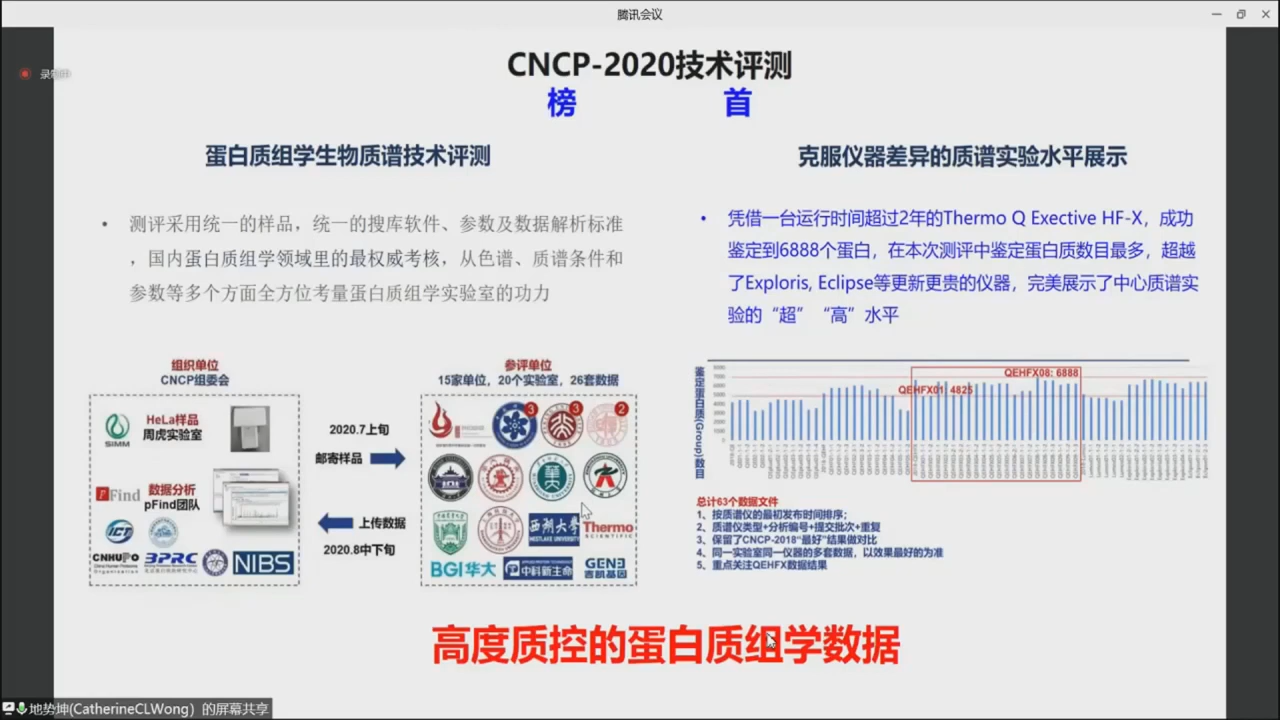 腾讯会议
录制中
CNCP-2020技术评测
榜 首
蛋白质组学生物质谱技术评测
测评采用统一的样品，统一的搜库软件、参数及数据解析标准
，国内蛋白质组学领域里的最权威考核，从色谱、质谱条件和
参数等多个方面全方位考量蛋白质组学实验室的功力
克服仪器差异的质谱实验水平展示
凭借一台运行时间超过2年的Thermo Q Exective HF-X，成功
鉴定到6888个蛋白，在本次测评中鉴定蛋白质数目最多，超越
了Exploris, Eclipse等更新更贵的仪器，完美展示了中心质谱实
验的“超”“高”水平
组织单位
CNCP组委会
SIMM
HeLa样品
周虎实验室
Find
数据分析
pFind团队
ICT
CNHUPO
BPRC
NIBS
2020.7上旬
邮寄样品
上传数据
2020.8中下旬
参评单位
15家单位，20个实验室，26套数据
3
3
2
西湖大学
WESTLAKE UNIVERSITY
Thermo
SCIENTIFIC
BGI华大
中科新生命
GENE
吉凯基因
鉴定蛋白质(Group)数目
QEHFX08: 6888
QEHFX01: 4825
总计63个数据文件
1、按质谱仪的最初发布时间排序；
2、质谱仪类型+分析编号+提交批次+重复
3、保留了CNCP-2018“最好”结果做对比
4、同一实验室同一仪器的多套数据，以效果最好的为准
5、重点关注QEHFX数据结果
高度质控的蛋白质组学数据
地势坤(CatherineCLWong）的屏幕共享